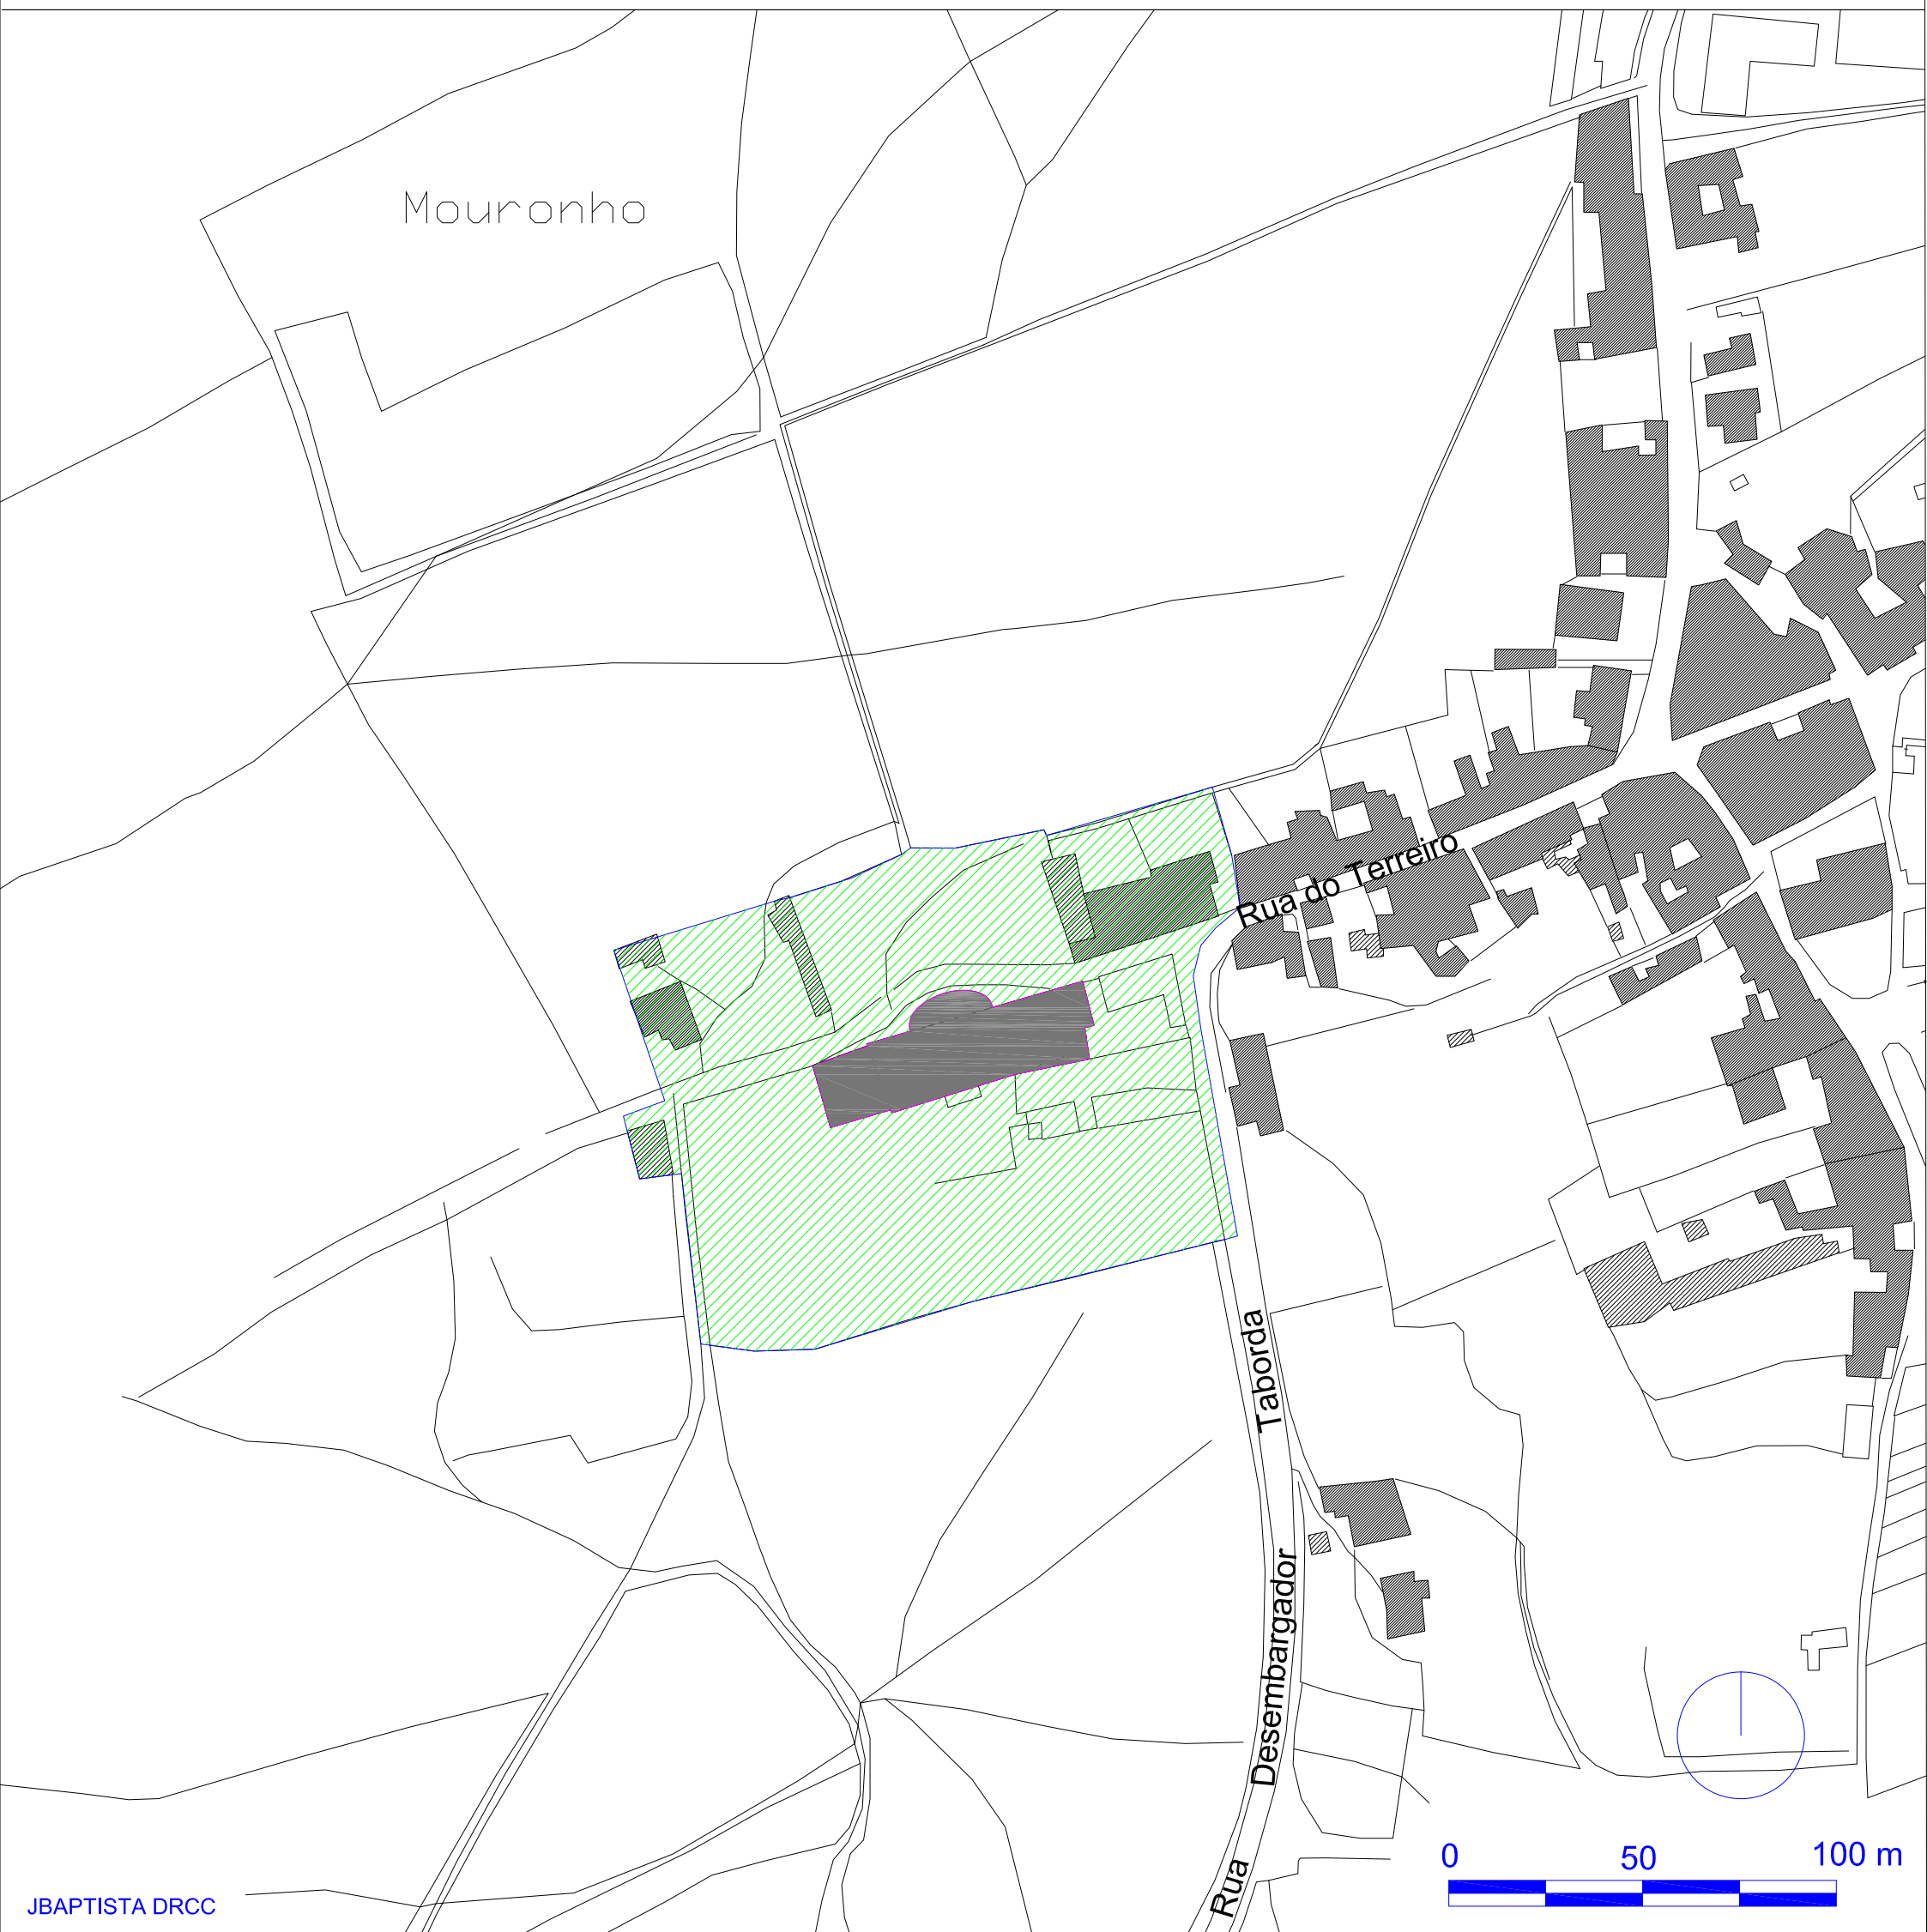 Mouronho
Rua do Terreiro
Rua Desembargador Taborda
0 50 100 m
JBAPTISTA DRCC